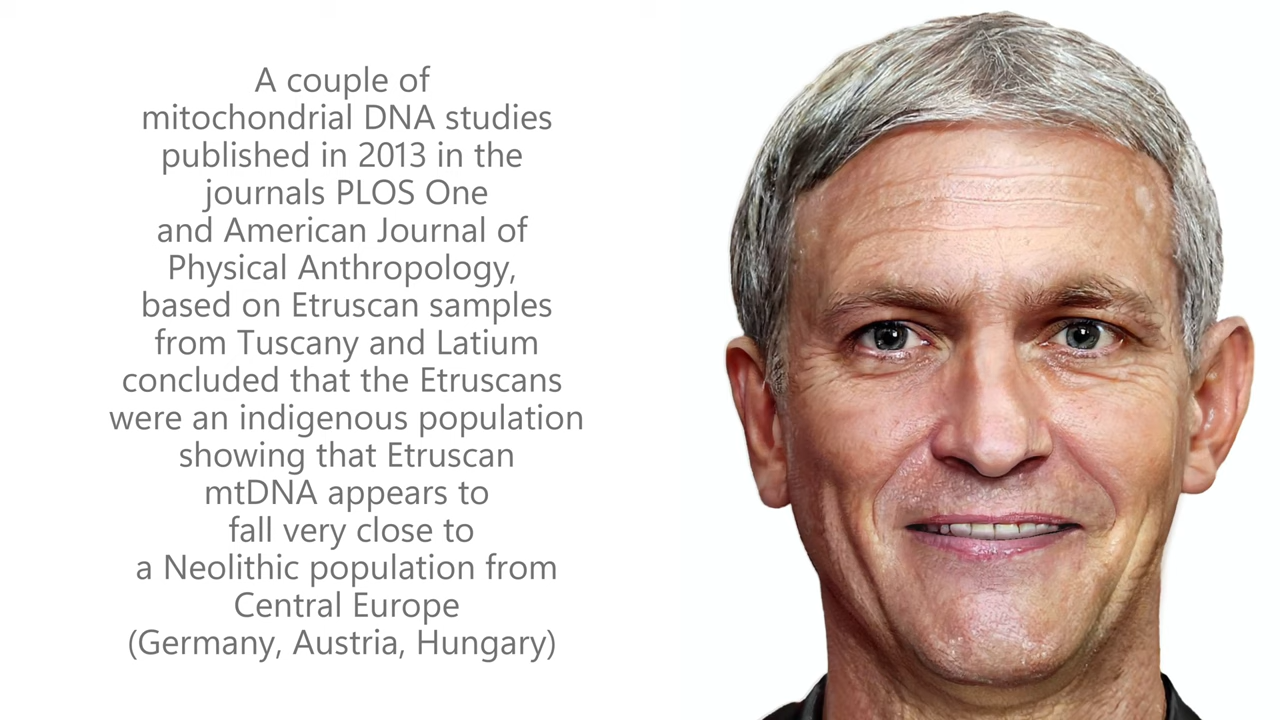 A couple of
mitochondrial DNA studies
published in 2013 in the
journals PLOS One
and American Journal of
Physical Anthropology,
based on Etruscan samples
from Tuscany and Latium
concluded that the Etruscans
were an indigenous population
showing that Etruscan
mtDNA appears to
fall very close to
a Neolithic population from
Central Europe
(Germany, Austria, Hungary)